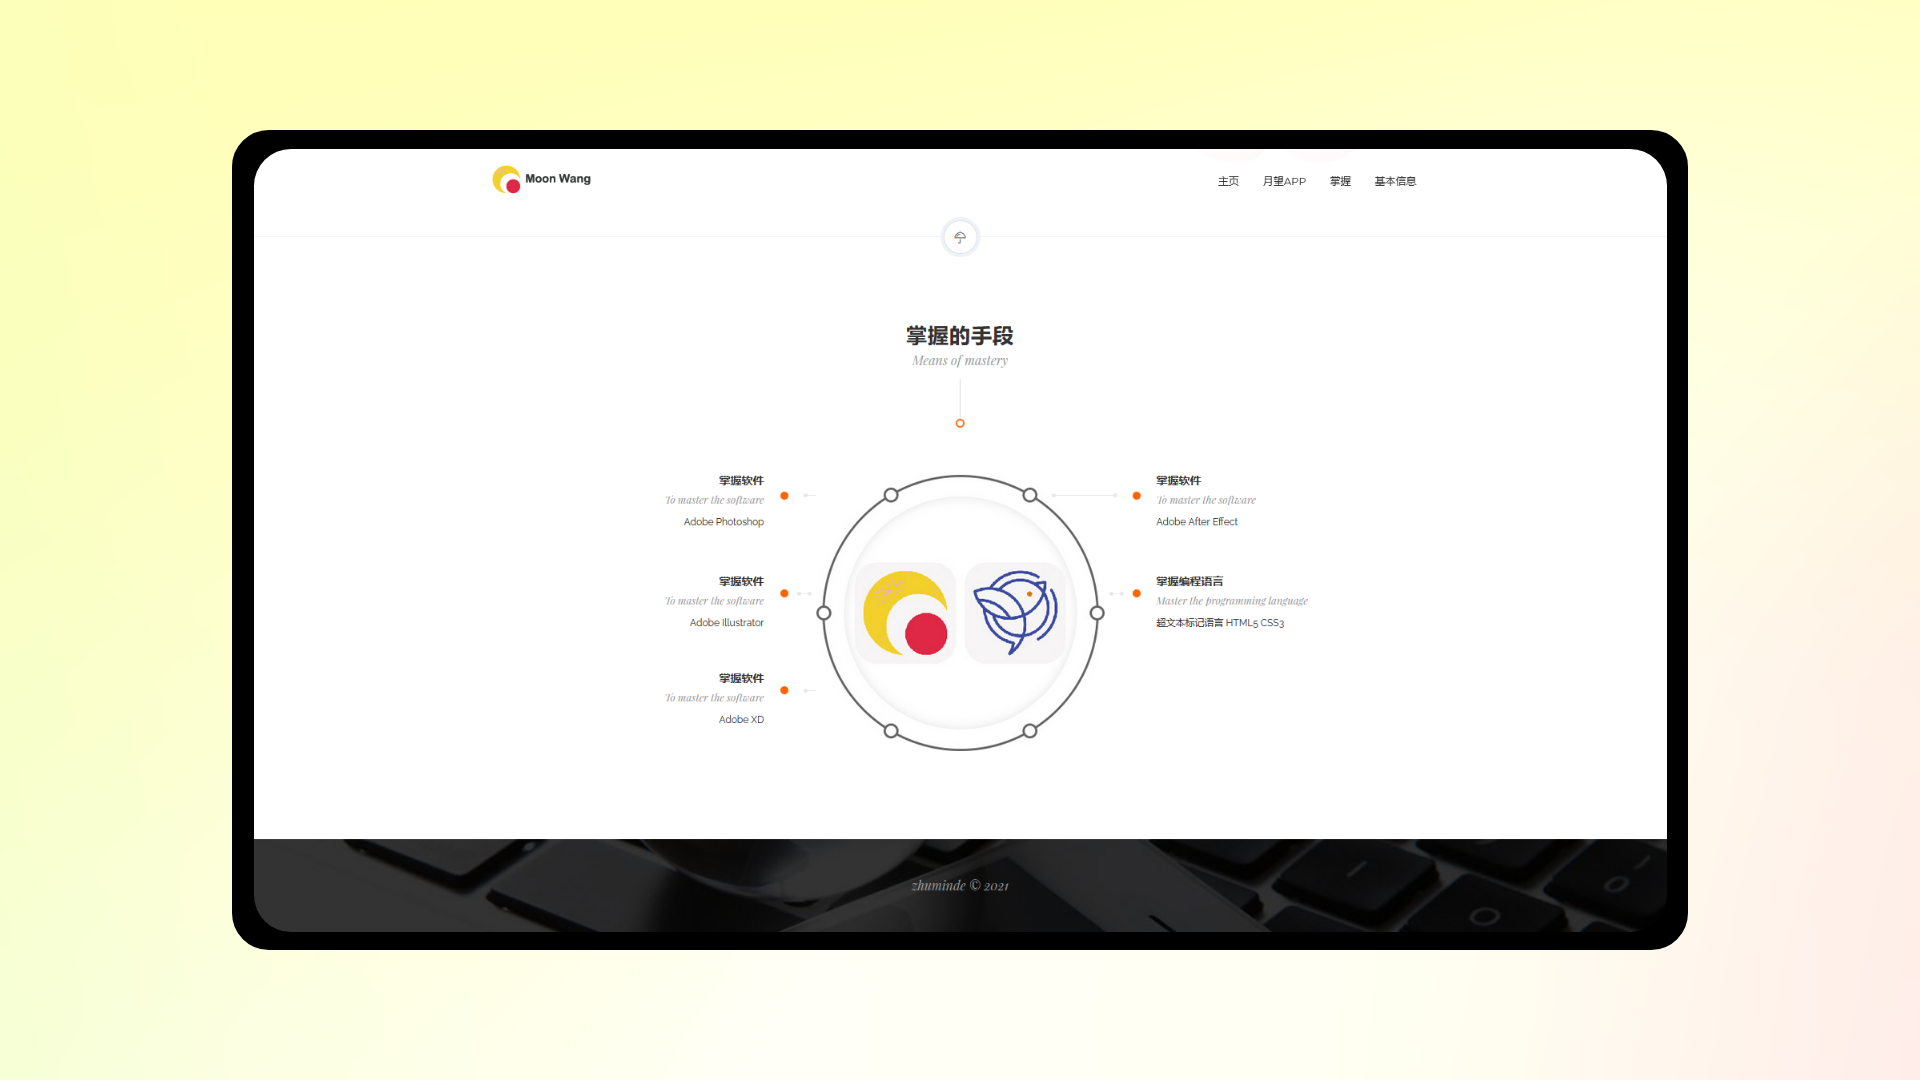 Moon Wang
主页
月望APP
掌握
基本信息
掌握的手段
Means of mastery
掌握软件
To master the software
Adobe Photoshop
掌握软件
To master the software
Adobe Illustrator
掌握软件
To master the software
Adobe XD
掌握软件
To master the software
Adobe After Effect
掌握编程语言
Master the programming language
超文本标记语言 HTML5 CSS3
zhuminde © 2021